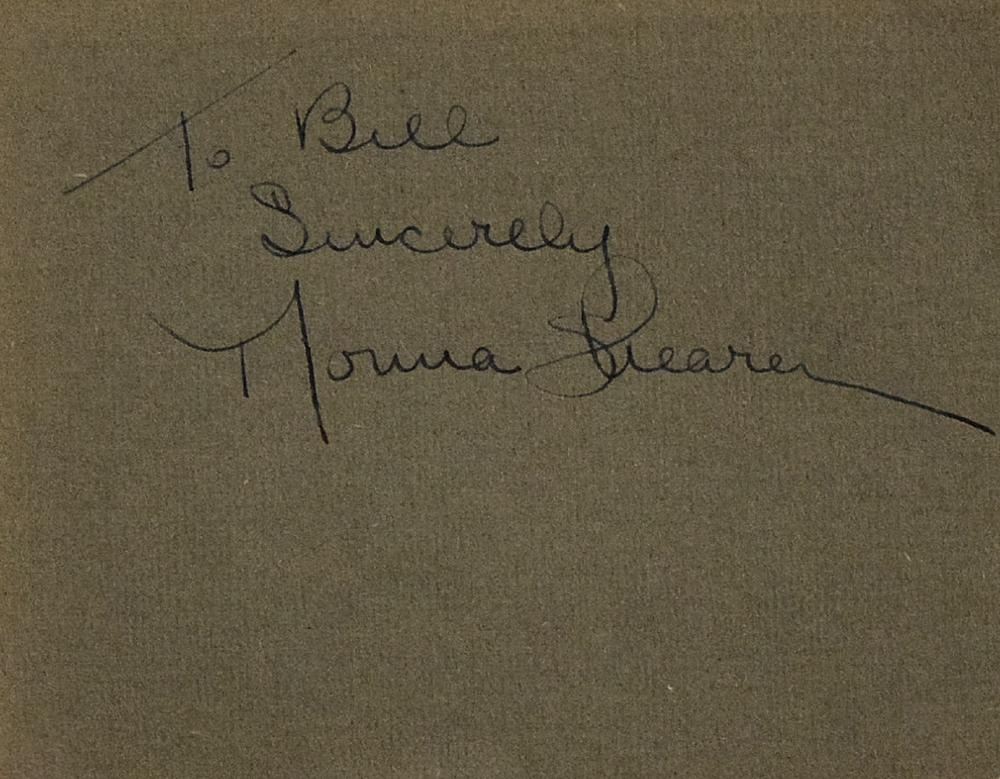 To Bill
Sincerely
Norma Shearer